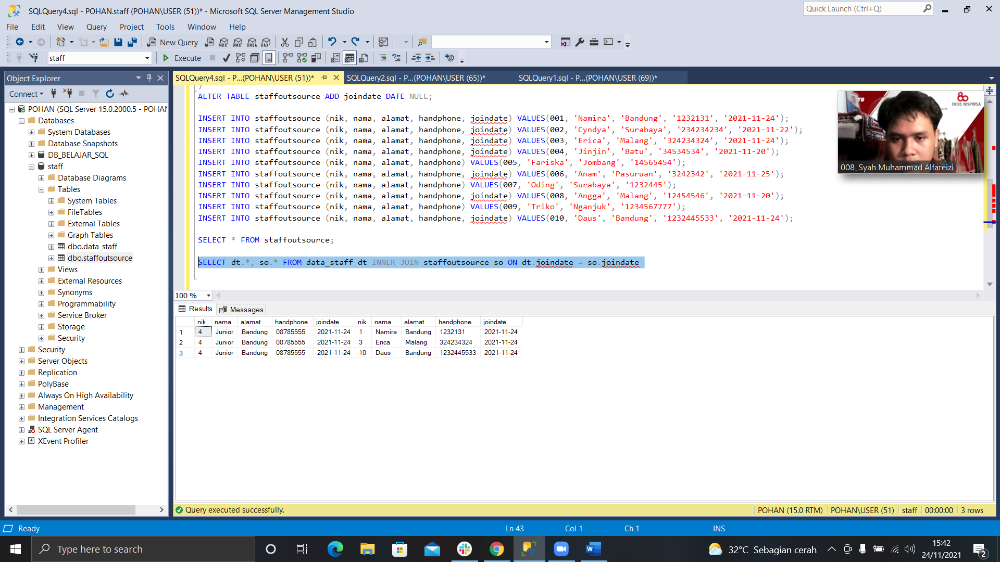 SQLQuery4.sql - POHAN.staff (POHAN\USER (51))* - Microsoft SQL Server Management Studio
Quick Launch (Ctrl+Q)
File Edit View Query Project Tools Window Help
New Query
MDX DMX XMLA DAX
staff
Execute
Object Explorer
SQLQuery4.sql - P...(POHAN\USER (51))*
SQLQuery2.sql - P...(POHAN\USER (65))*
SQLQuery1.sql - P...(POHAN\USER (69))*
Connect
POHAN (SQL Server 15.0.2000.5 - POHAN
Databases
System Databases
Database Snapshots
DB_BELAJAR_SQL
staff
Database Diagrams
Tables
System Tables
FileTables
External Tables
Graph Tables
dbo.data_staff
dbo.staffoutsource
Views
External Resources
Synonyms
Programmability
Service Broker
Storage
Security
Security
Server Objects
Replication
PolyBase
Always On High Availability
Management
Integration Services Catalogs
SQL Server Agent
XEvent Profiler
)
ALTER TABLE staffoutsource ADD joindate DATE NULL;
INSERT INTO staffoutsource (nik, nama, alamat, handphone, joindate) VALUES(001, 'Namira', 'Bandung', '1232131', '2021-11-24');
INSERT INTO staffoutsource (nik, nama, alamat, handphone, joindate) VALUES(002, 'Cyndya', 'Surabaya', '234234234', '2021-11-22');
INSERT INTO staffoutsource (nik, nama, alamat, handphone, joindate) VALUES(003, 'Erica', 'Malang', '324234324', '2021-11-24');
INSERT INTO staffoutsource (nik, nama, alamat, handphone, joindate) VALUES(004, 'Jinjin', 'Batu', '34534534', '2021-11-20');
INSERT INTO staffoutsource (nik, nama, alamat, handphone) VALUES(005, 'Fariska', 'Jombang', '14565454');
INSERT INTO staffoutsource (nik, nama, alamat, handphone, joindate) VALUES(006, 'Anam', 'Pasuruan', '3242342', '2021-11-25');
INSERT INTO staffoutsource (nik, nama, alamat, handphone) VALUES(007, 'Oding', 'Surabaya', '1232445');
INSERT INTO staffoutsource (nik, nama, alamat, handphone, joindate) VALUES(008, 'Angga', 'Malang', '12454546', '2021-11-20');
INSERT INTO staffoutsource (nik, nama, alamat, handphone) VALUES(009, 'Triko', 'Nganjuk', '1234567777');
INSERT INTO staffoutsource (nik, nama, alamat, handphone, joindate) VALUES(010, 'Daus', 'Bandung', '1232445533', '2021-11-24');
SELECT * FROM staffoutsource;
SELECT dt.*, so.* FROM data_staff dt INNER JOIN staffoutsource so ON dt.joindate = so.joindate
OCBC NISP BISA
008_Syah Muhammad Alfareizi
100 %
Results Messages
nik nama alamat handphone joindate nik nama alamat handphone joindate
1 4 Junior Bandung 08785555 2021-11-24 1 Namira Bandung 1232131 2021-11-24
2 4 Junior Bandung 08785555 2021-11-24 3 Erica Malang 324234324 2021-11-24
3 4 Junior Bandung 08785555 2021-11-24 10 Daus Bandung 1232445533 2021-11-24
Query executed successfully.
POHAN (15.0 RTM) POHAN\USER (51) staff 00:00:00 3 rows
Ready Ln 43 Col 1 Ch 1 INS
Type here to search
32°C Sebagian cerah
15:42
24/11/2021
2